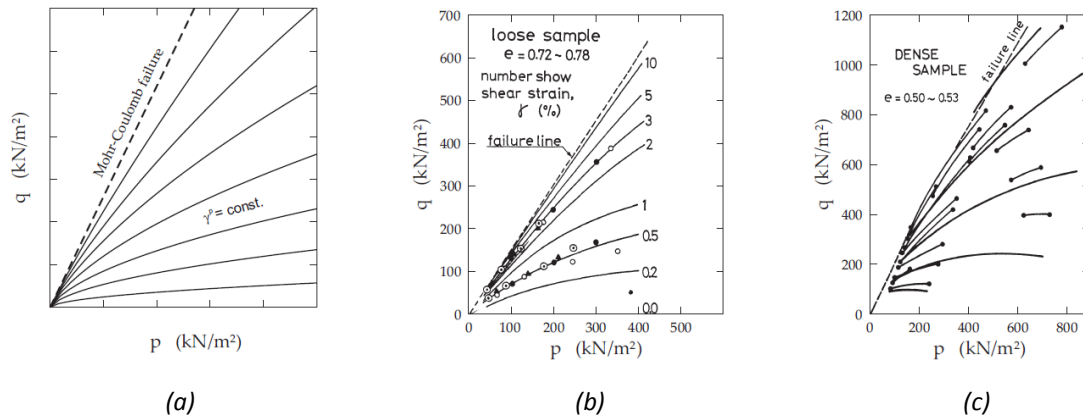 Mohr-Coulomb failure
γᵖ = const.
q (kN/m²)
p (kN/m²)
(a)
700
600
500
400
300
200
100
0
loose sample
e = 0.72 ~ 0.78
number show
shear strain,
γ (%)
failure line
10
5
3
2
1
0.5
0.2
0.0
q (kN/m²)
0 100 200 300 400 500
p (kN/m²)
(b)
1200
1000
800
600
400
200
0
failure line
DENSE
SAMPLE
e = 0.50 ~ 0.53
q (kN/m²)
0 200 400 600 800
p (kN/m²)
(c)